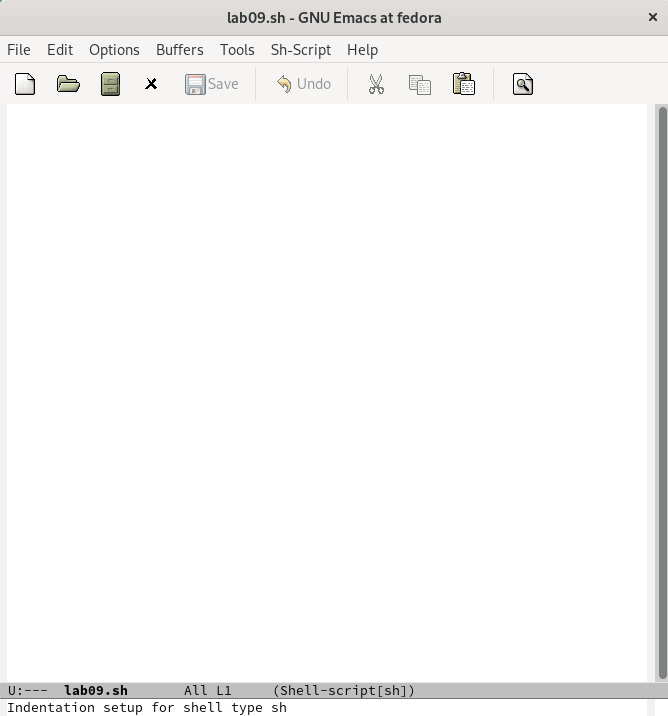 lab09.sh - GNU Emacs at fedora
File Edit Options Buffers Tools Sh-Script Help
Save Undo
U:--- lab09.sh All L1 (Shell-script[sh])
Indentation setup for shell type sh